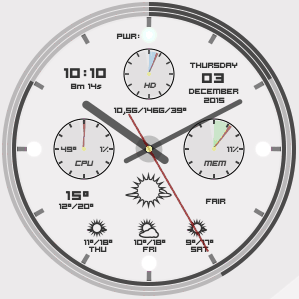 PWR:
10:10
8m 14s
THURSDAY
03
DECEMBER
2015
HD
10,5G/146G/39°
49° 1%
CPU
11%
MEM
15°
12°/20°
FAIR
11°/18°
THU
10°/18°
FRI
9°/17°
SAT